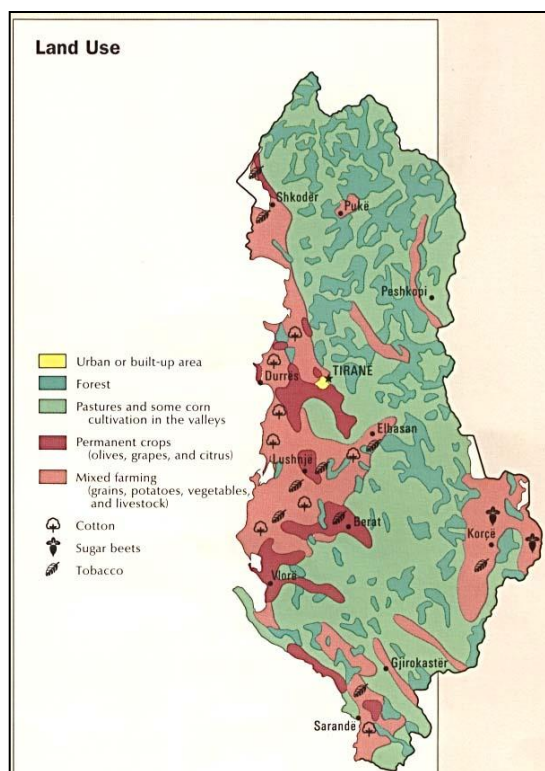 Land Use
Shkodër
Pukë
Peshkopi
TIRANË
Durrës
Elbasan
Lushnjë
Berat
Korçë
Vlorë
Gjirokastër
Sarandë
Urban or built-up area
Forest
Pastures and some corn
cultivation in the valleys
Permanent crops
(olives, grapes, and citrus)
Mixed farming
(grains, potatoes, vegetables,
and livestock)
Cotton
Sugar beets
Tobacco